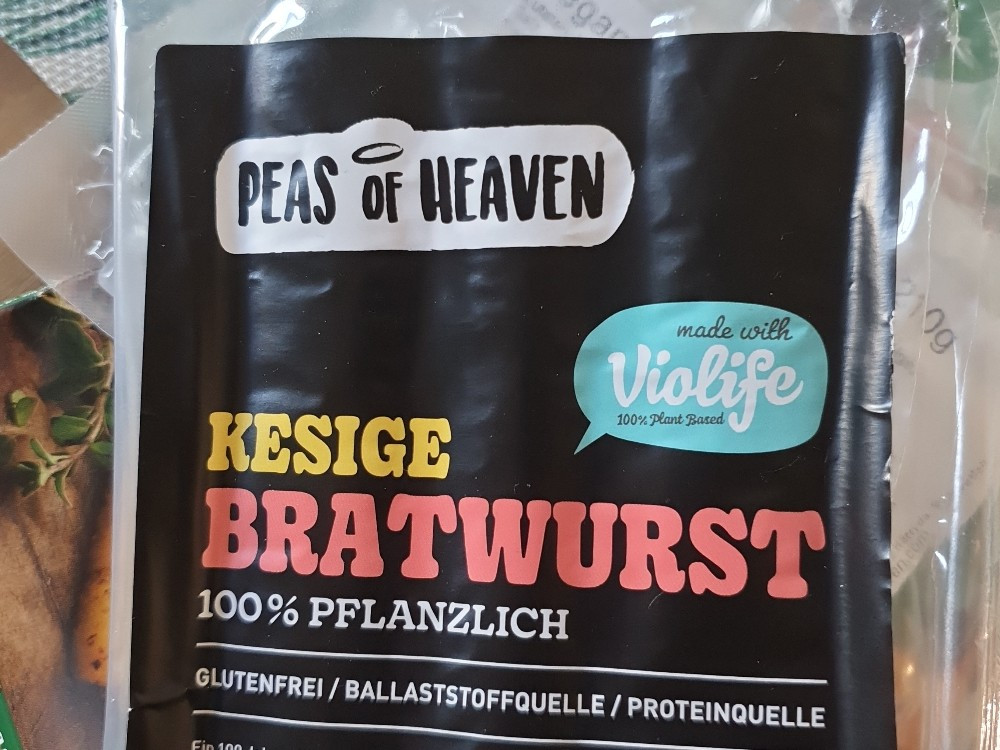 PEAS OF HEAVEN
made with
Violife
100% Plant Based
KESIGE
BRATWURST
100% PFLANZLICH
GLUTENFREI / BALLASTSTOFFQUELLE / PROTEINQUELLE